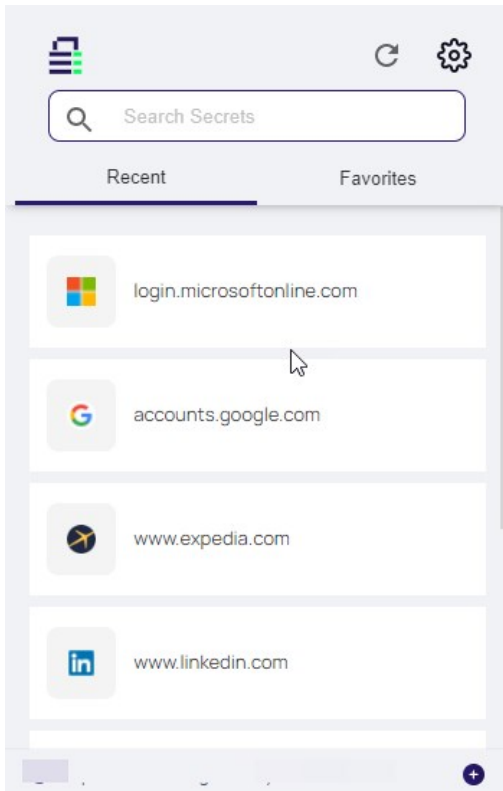 Search Secrets
Recent
Favorites
login.microsoftonline.com
accounts.google.com
www.expedia.com
www.linkedin.com